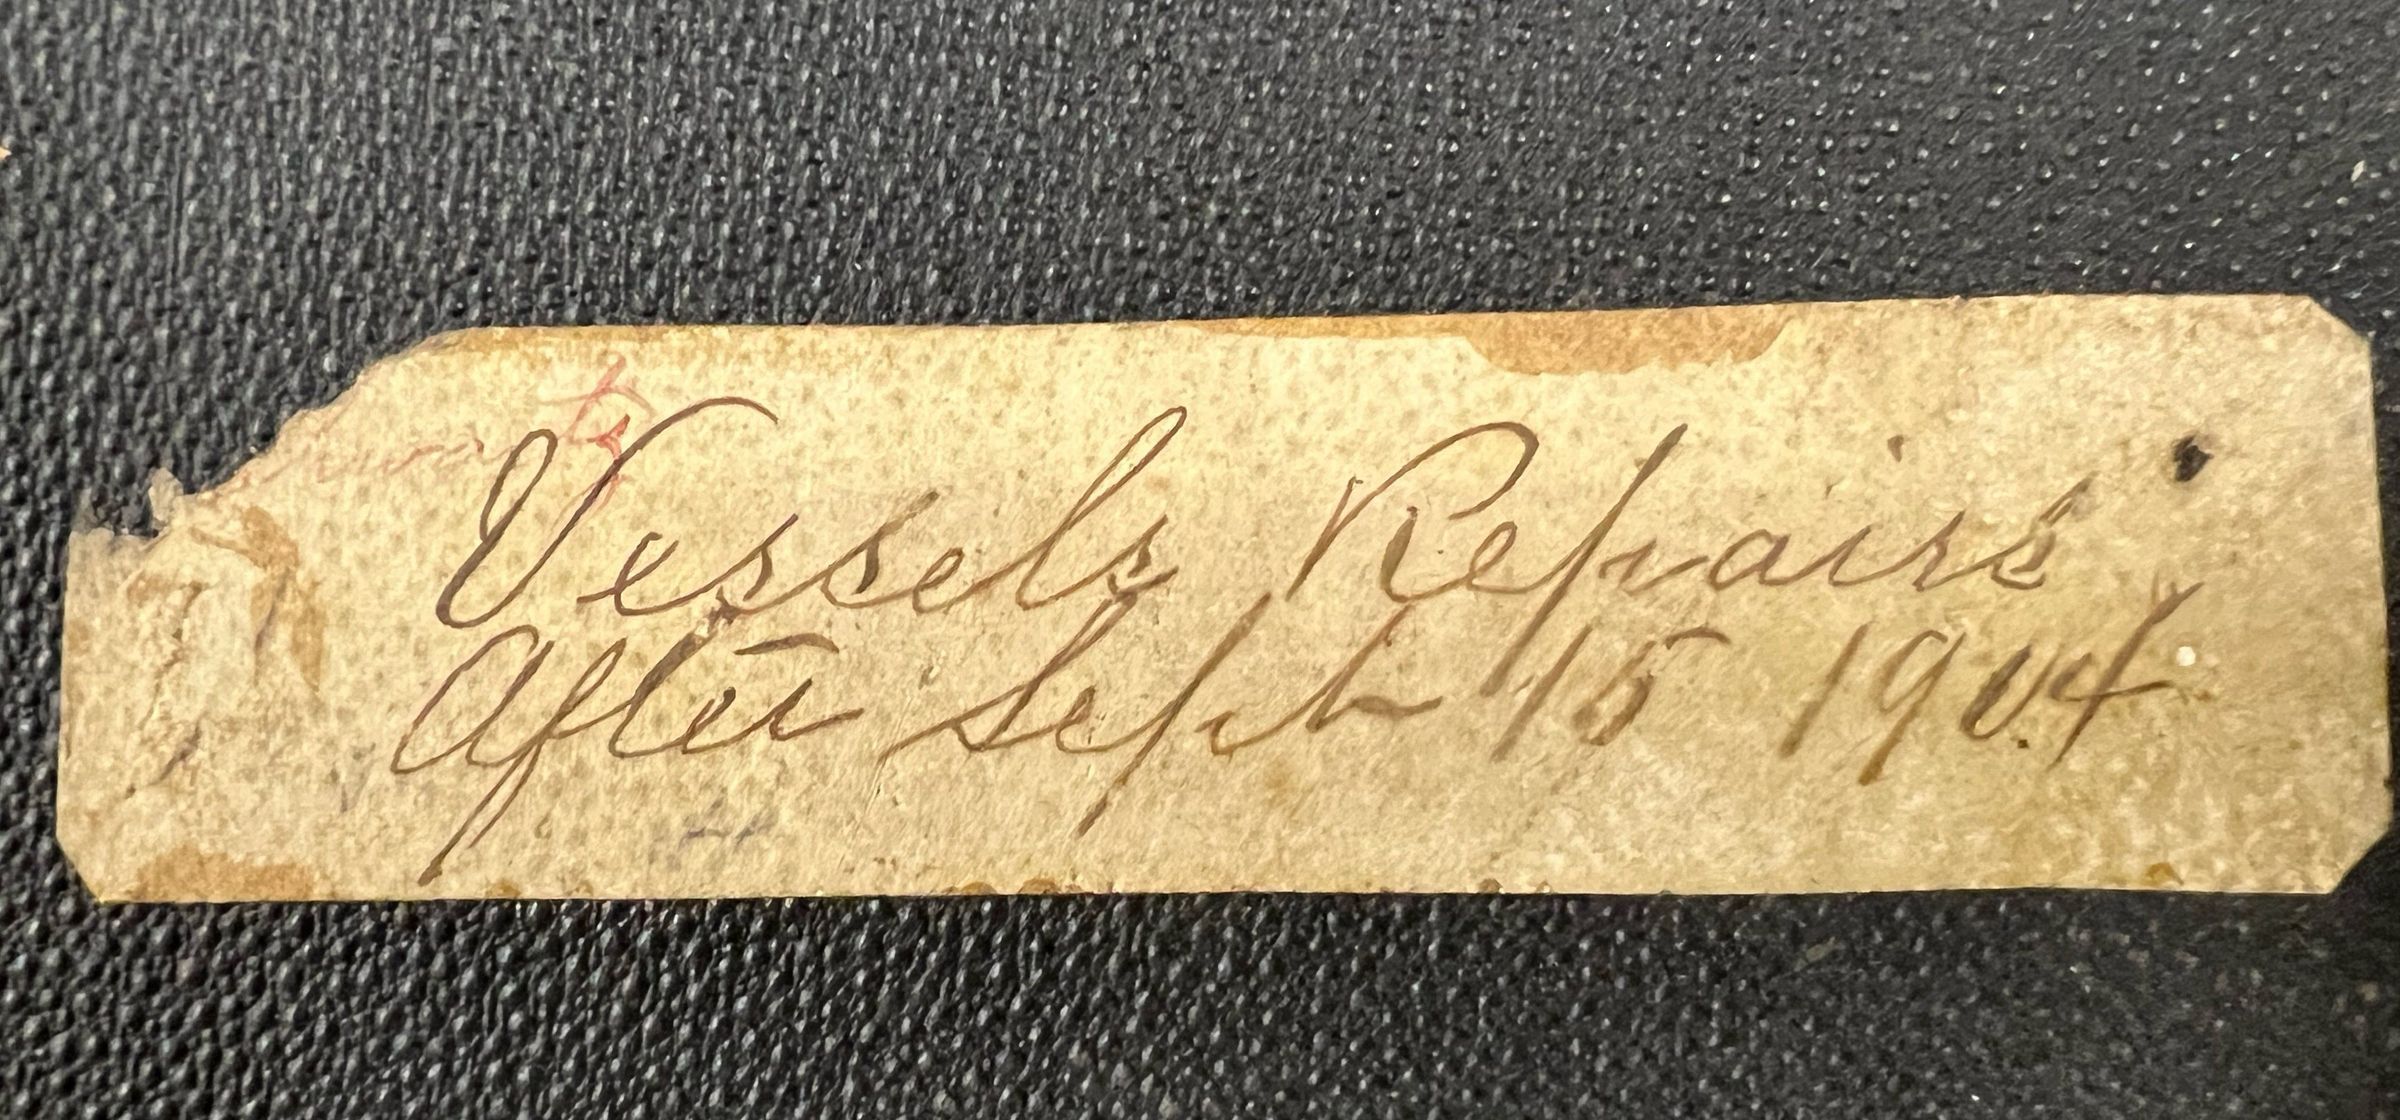 Vessels Repairs
After Sept 15 1904